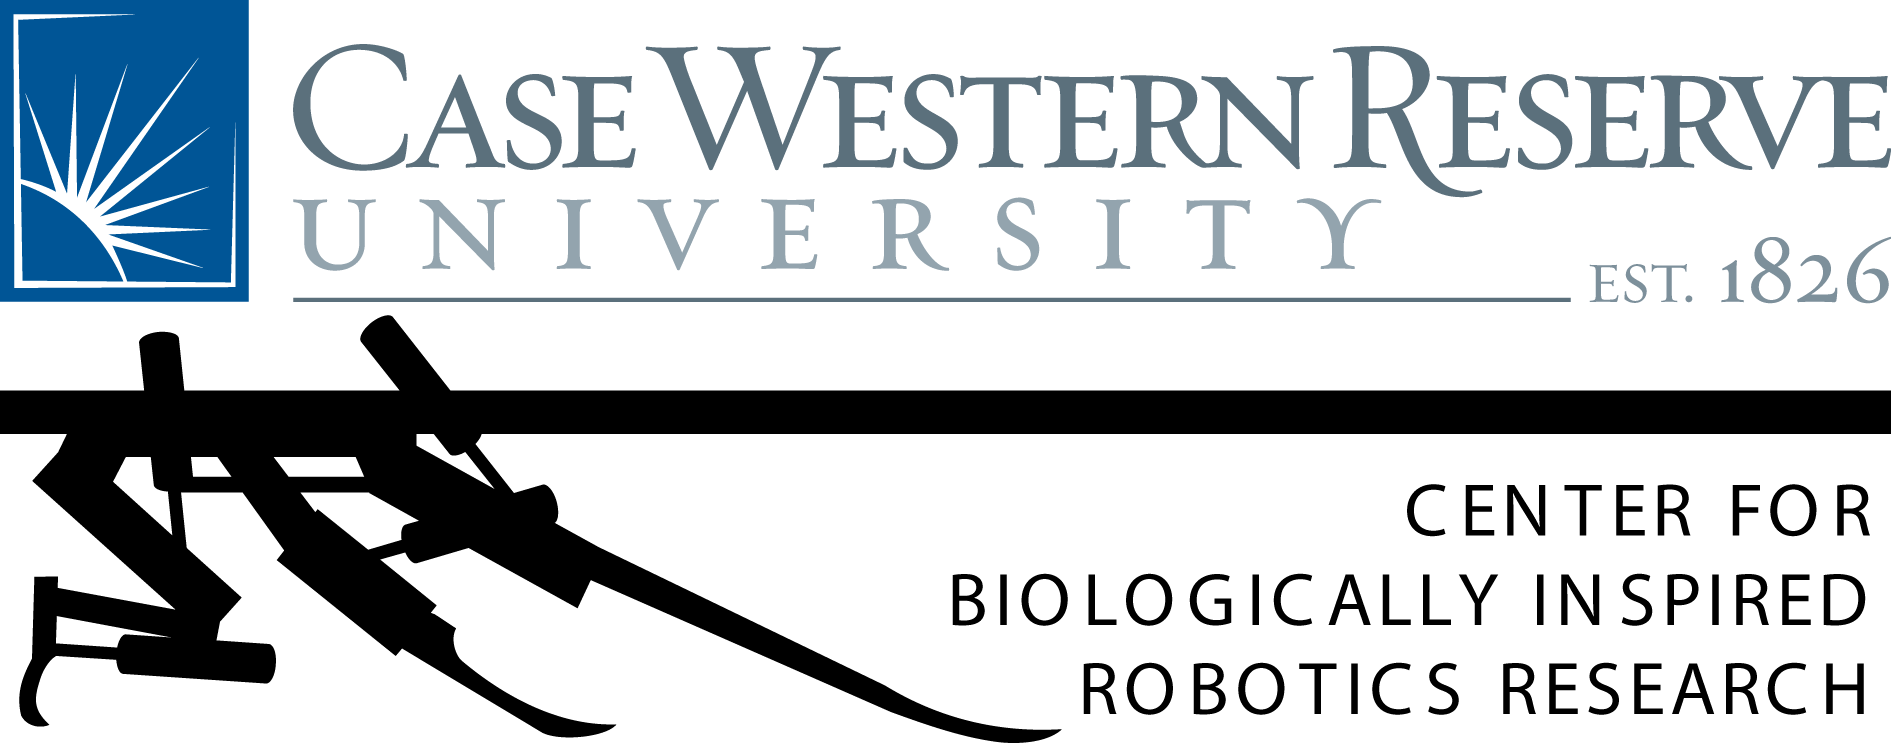 CASE WESTERN RESERVE
UNIVERSITY
EST. 1826
CENTER FOR
BIOLOGICALLY INSPIRED
ROBOTICS RESEARCH